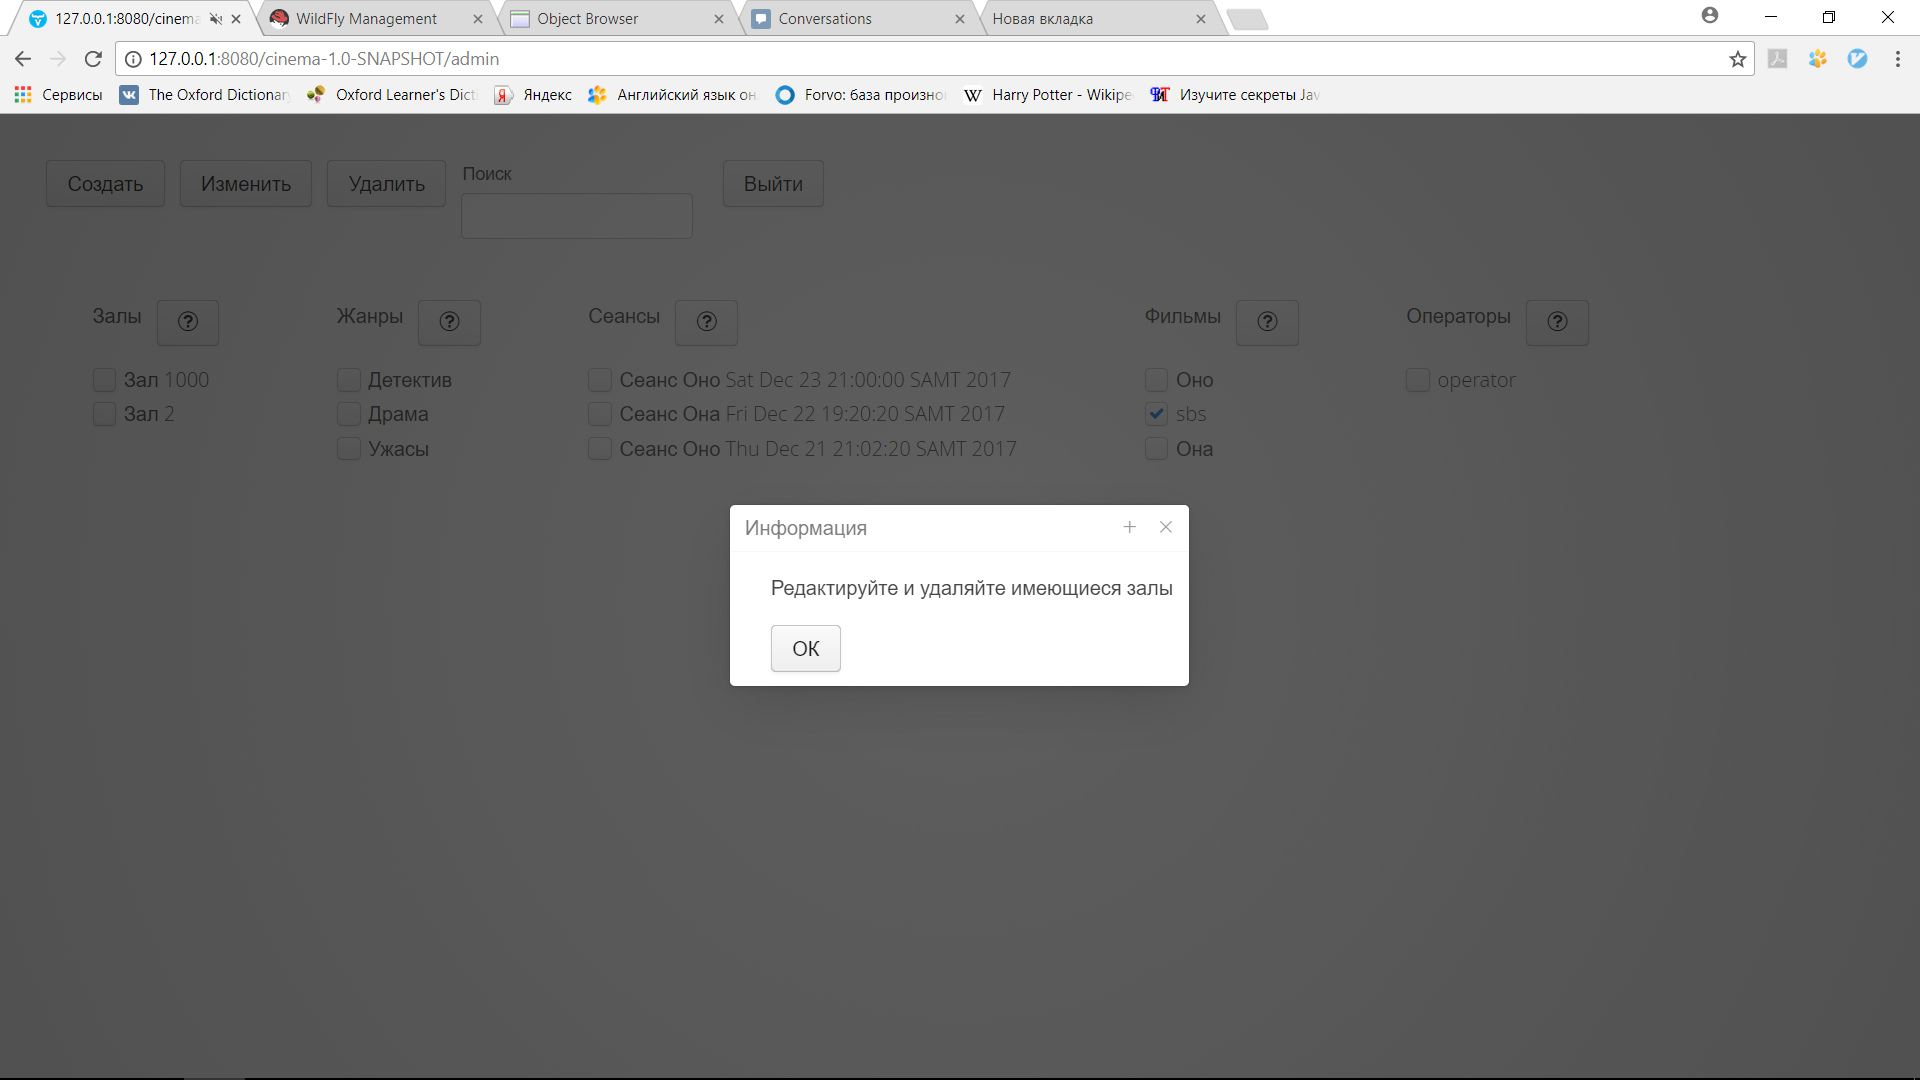 127.0.0.1:8080/cinema
WildFly Management
Object Browser
Conversations
Новая вкладка
127.0.0.1:8080/cinema-1.0-SNAPSHOT/admin
Сервисы
The Oxford Dictionary
Oxford Learner's Dict
Яндекс
Английский язык он
Forvo: база произно
Harry Potter - Wikipe
Изучите секреты Jav
Создать
Изменить
Удалить
Поиск
Выйти
Залы
Жанры
Сеансы
Фильмы
Операторы
Зал 1000
Детектив
Сеанс Оно Sat Dec 23 21:00:00 SAMT 2017
Оно
operator
Зал 2
Драма
Сеанс Она Fri Dec 22 19:20:20 SAMT 2017
sbs
Ужасы
Сеанс Оно Thu Dec 21 21:02:20 SAMT 2017
Она
Информация
Редактируйте и удаляйте имеющиеся залы
ОК